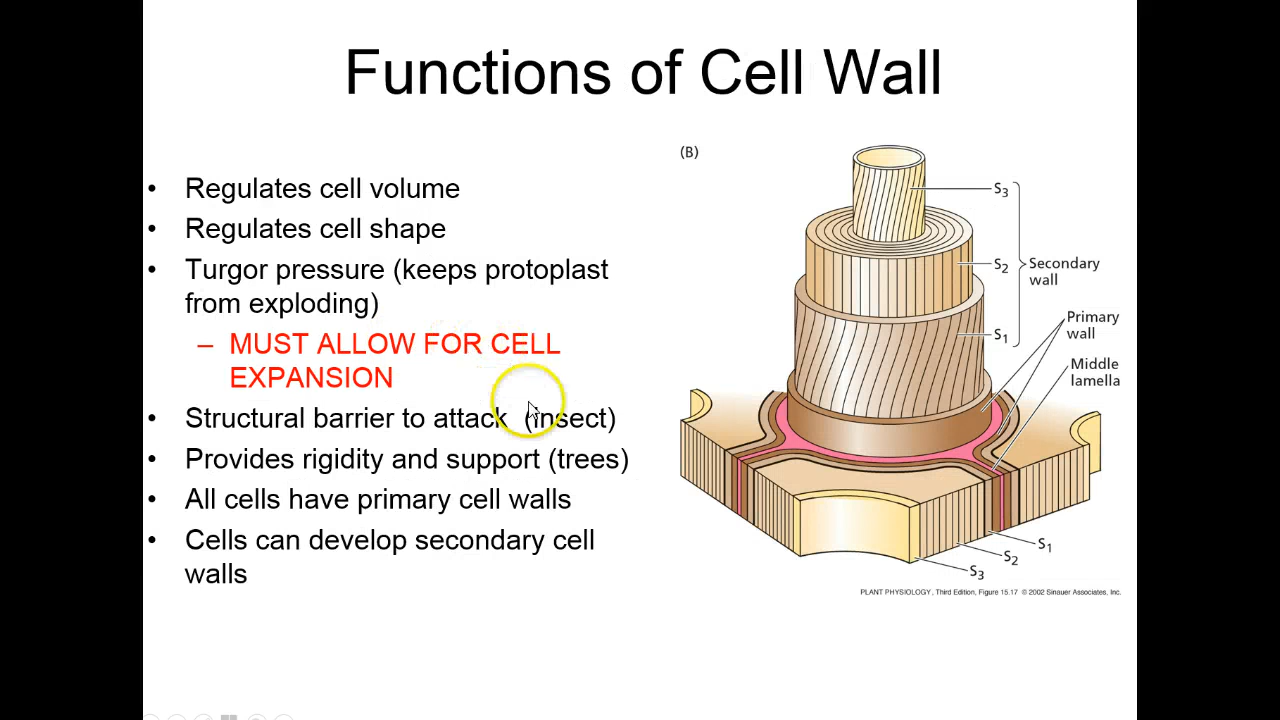 Functions of Cell Wall
• Regulates cell volume
• Regulates cell shape
• Turgor pressure (keeps protoplast
from exploding)
– MUST ALLOW FOR CELL
EXPANSION
• Structural barrier to attack (insect)
• Provides rigidity and support (trees)
• All cells have primary cell walls
• Cells can develop secondary cell
walls
(B)
S3
S2
Secondary
wall
S1
Primary
wall
Middle
lamella
S1
S2
S3
PLANT PHYSIOLOGY, Third Edition, Figure 15.17 © 2002 Sinauer Associates, Inc.